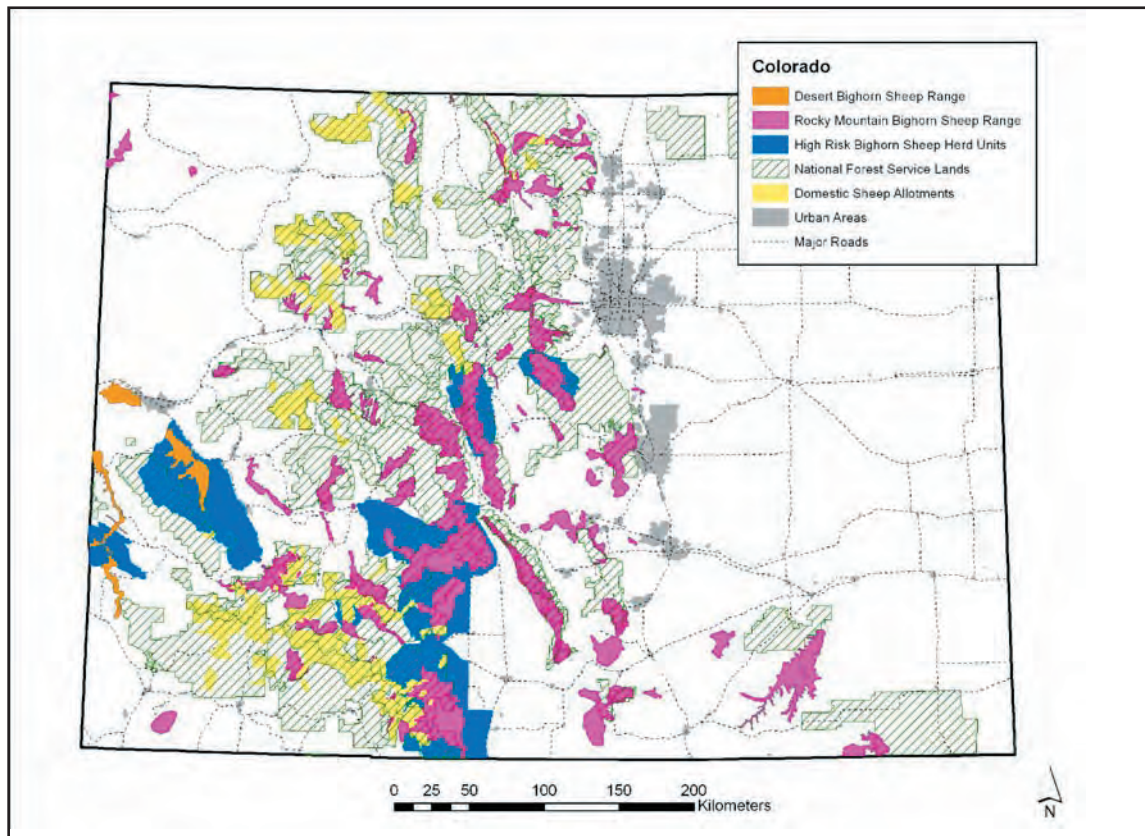 Colorado
Desert Bighorn Sheep Range
Rocky Mountain Bighorn Sheep Range
High Risk Bighorn Sheep Herd Units
National Forest Service Lands
Domestic Sheep Allotments
Urban Areas
Major Roads
0 25 50 100 150 200
Kilometers
N